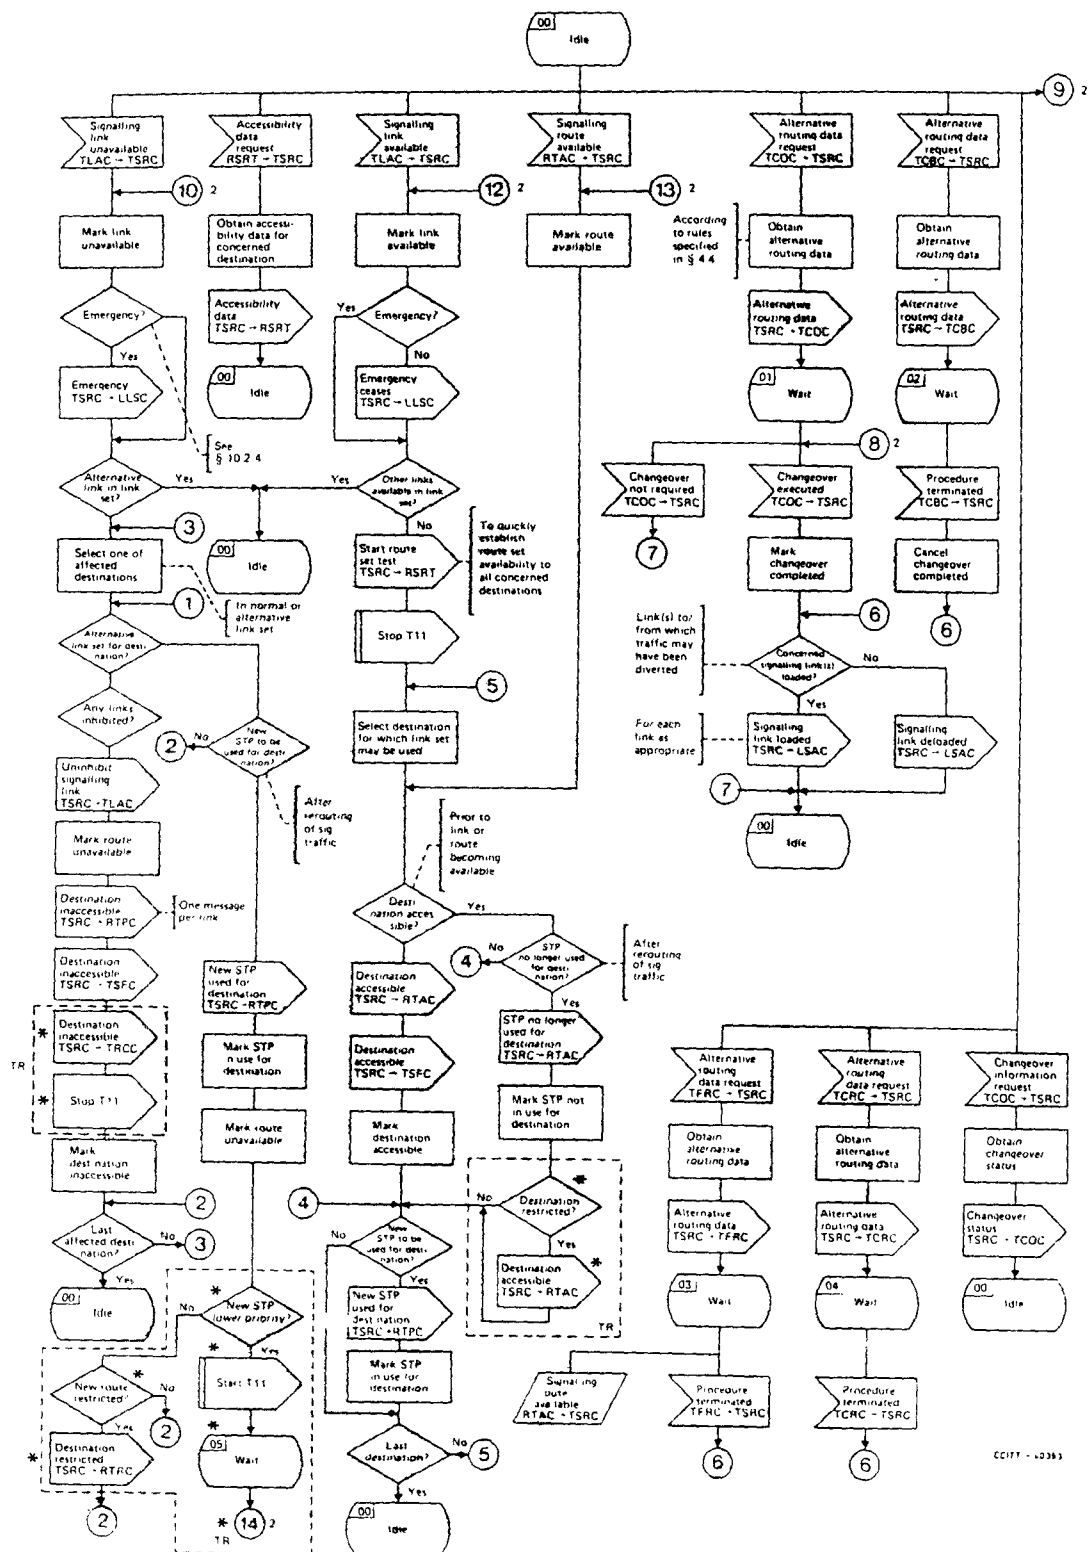 00
Idle
9 2
Signalling
link
unavailable
TLAC → TSRC
Accessibility
data
request
RSRT → TSRC
Signalling
link
available
TLAC → TSRC
Signalling
route
available
RTAC → TSRC
Alternative
routing data
request
TCOC → TSRC
Alternative
routing data
request
TCBC → TSRC
10 2
12 2
13 2
Mark link
unavailable
Obtain accessi-
bility data for
concerned
destination
Mark link
available
Mark route
available
According
to rules
specified
in § 4.4
Obtain
alternative
routing data
Obtain
alternative
routing data
Emergency?
Accessibility
data
TSRC → RSRT
Yes
Emergency?
Alternative
routing data
TSRC → TCOC
Alternative
routing data
TSRC → TCBC
Yes
No
Emergency
TSRC → LLSC
00
Idle
Emergency
ceases
TSRC → LLSC
01
Wait
02
Wait
See
§ 10.2.4
8 2
Alternative
link in link
set?
Yes
Yes
Other links
available in link
set?
Changeover
not required
TCOC → TSRC
Changeover
executed
TCOC → TSRC
Procedure
terminated
TCBC → TSRC
3
No
To quickly
establish
route set
availability to
all concerned
destinations
7
Select one of
affected
destinations
00
Idle
Start route
set test
TSRC → RSRT
Mark
changeover
completed
Cancel
changeover
completed
1
In normal or
alternative
link set
6
6
Alternative
link set for desti
nation?
Stop T11
Link(s) to/
from which
traffic may
have been
diverted
Concerned
signalling link(s)
loaded?
No
5
Yes
Any links
inhibited?
2
No
New
STP to be
used for desti
nation?
Select destination
for which link set
may be used
For each
link as
appropriate
Signalling
link loaded
TSRC → LSAC
Signalling
link deloaded
TSRC → LSAC
Uninhibit
signalling
link
TSRC → TLAC
After
rerouting
of sig
traffic
7
Mark route
unavailable
Prior to
link or
route
becoming
available
00
Idle
Destination
inaccessible
TSRC → RTPC
One message
per link
Desti
nation acces
sible?
Yes
4
No
STP
no longer used
for desti
nation?
After
rerouting
of sig
traffic
Destination
inaccessible
TSRC → TSFC
New STP
used for
destination
TSRC → RTPC
Destination
accessible
TSRC → RTAC
Yes
*
Destination
inaccessible
TSRC → TRCC
Mark STP
in use for
destination
Destination
accessible
TSRC → TSFC
STP no longer
used for
destination
TSRC → RTAC
TR
*
Stop T11
Mark route
unavailable
Mark
destination
accessible
Mark STP not
in use for
destination
Alternative
routing
data request
TFRC → TSRC
Alternative
routing
data request
TCRC → TSRC
Changeover
information
request
TCOC → TSRC
Mark
destination
inaccessible
Obtain
alternative
routing data
Obtain
alternative
routing data
Obtain
changeover
status
2
4
No
Destination
restricted?
*
Last
affected desti
nation?
No
3
No
New
STP to be
used for desti
nation?
Yes
Alternative
routing data
TSRC → TFRC
Alternative
routing data
TSRC → TCRC
Changeover
status
TSRC → TCOC
Yes
Yes
Destination
accessible
TSRC → RTAC
*
00
Idle
No
*
New STP
lower priority?
New STP
used for
destination
TSRC → RTPC
TR
03
Wait
04
Wait
00
Idle
Yes
New route
restricted?
*
No
*
Start T11
Mark STP
in use for
destination
Signalling
route
available
RTAC → TSRC
Procedure
terminated
TFRC → TSRC
Procedure
terminated
TCRC → TSRC
2
Yes
*
Destination
restricted
TSRC → RTRC
*
05
Wait
Last
destination?
No
5
6
6
CCITT - 40393
Yes
2
*
14 2
TR
00
Idle